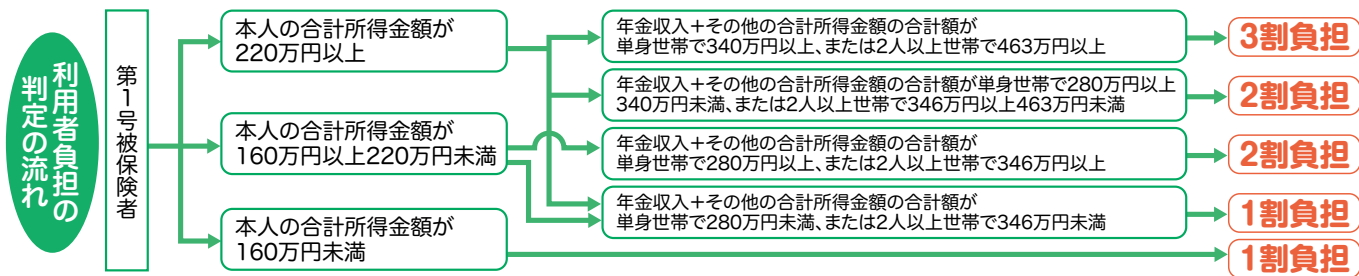 利用者負担の
判定の流れ
第1号被保険者
本人の合計所得金額が
220万円以上
本人の合計所得金額が
160万円以上220万円未満
本人の合計所得金額が
160万円未満
年金収入+その他の合計所得金額の合計額が
単身世帯で340万円以上、または2人以上世帯で463万円以上
年金収入+その他の合計所得金額の合計額が単身世帯で280万円以上
340万円未満、または2人以上世帯で346万円以上463万円未満
年金収入+その他の合計所得金額の合計額が
単身世帯で280万円以上、または2人以上世帯で346万円以上
年金収入+その他の合計所得金額の合計額が
単身世帯で280万円未満、または2人以上世帯で346万円未満
3割負担
2割負担
2割負担
1割負担
1割負担